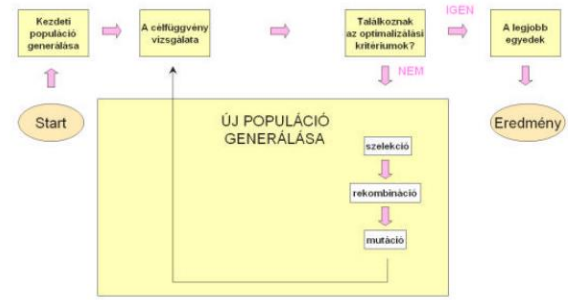 Kezdeti
populáció
generálása
A célfüggvény
vizsgálata
Találkoznak
az optimalizálási
kritériumok?
IGEN
A legjobb
egyedek
NEM
Start
ÚJ POPULÁCIÓ
GENERÁLÁSA
Eredmény
szelekció
rekombináció
mutáció